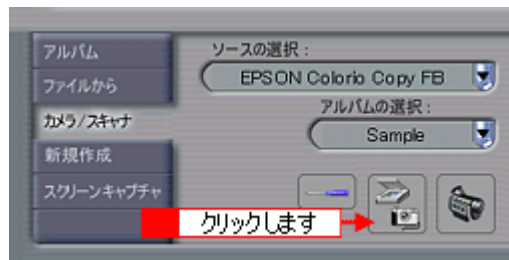 アルバム
ファイルから
カメラ/スキャナ
新規作成
スクリーンキャプチャ
ソースの選択：
EPSON Colorio Copy FB
アルバムの選択：
Sample
クリックします